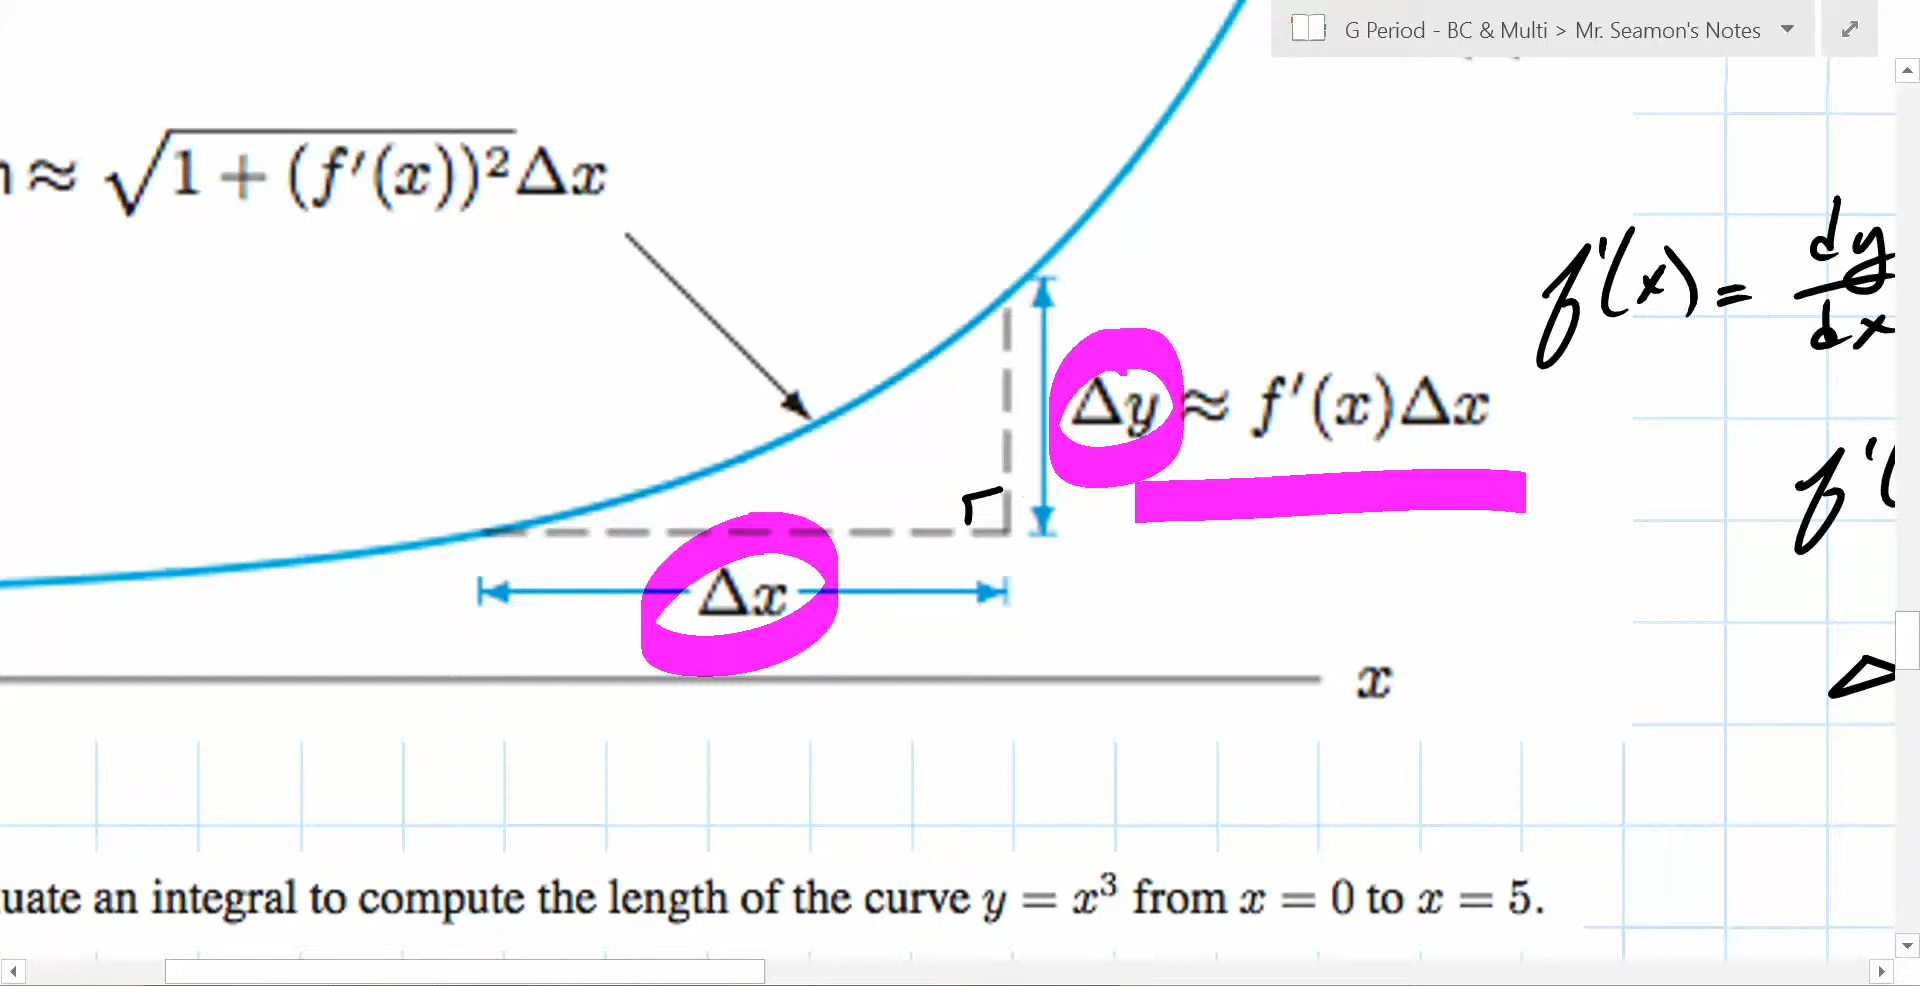 G Period - BC & Multi > Mr. Seamon's Notes
≈ √1 + (f′(x))²Δx
f'(x) = dy/dx
Δy ≈ f′(x)Δx
f'(
Δx
x
uate an integral to compute the length of the curve y = x³ from x = 0 to x = 5.